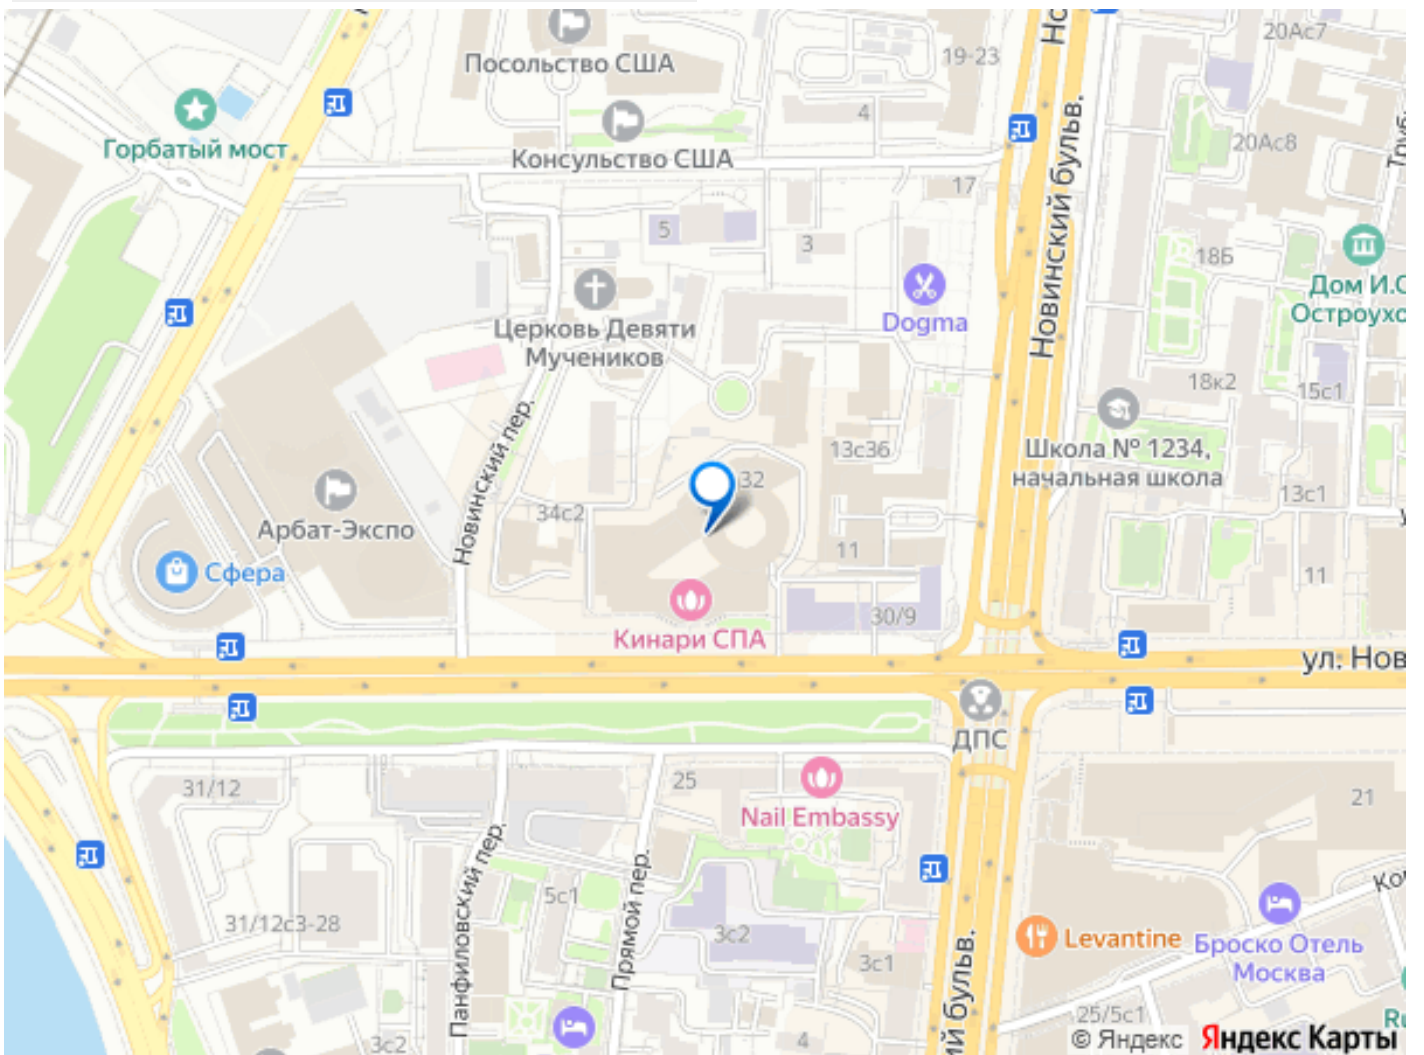 20Ас7
Посольство США
19-23
Горбатый мост
4
Консульство США
20Ас8
17
5
3
18Б
Новинский бульв.
Дом И.С
Остроухо
Dogma
Церковь Девяти
Мучеников
18к2
15с1
Новинский пер.
13с36
Школа № 1234,
начальная школа
32
13с1
34с2
Арбат-Экспо
11
Сфера
11
30/9
Кинари СПА
ул. Нов
ДПС
31/12
25
Nail Embassy
21
Панфиловский пер.
Прямой пер.
5с1
31/12с3-28
3с2
3с1
Levantine
Броско Отель
Москва
ий бульв.
25/5с1
3с2
4
© Яндекс Яндекс Карты